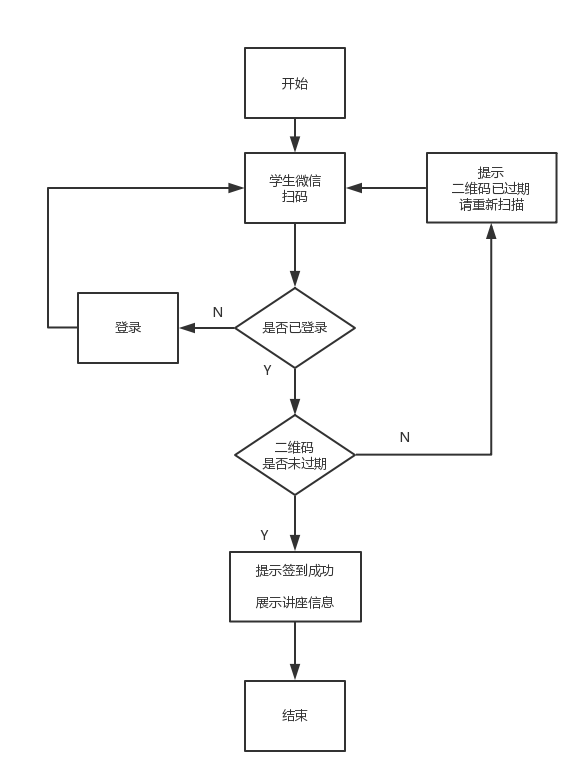 开始
学生微信
扫码
提示
二维码已过期
请重新扫描
N
登录
是否已登录
Y
二维码
是否未过期
N
Y
提示签到成功
展示讲座信息
结束